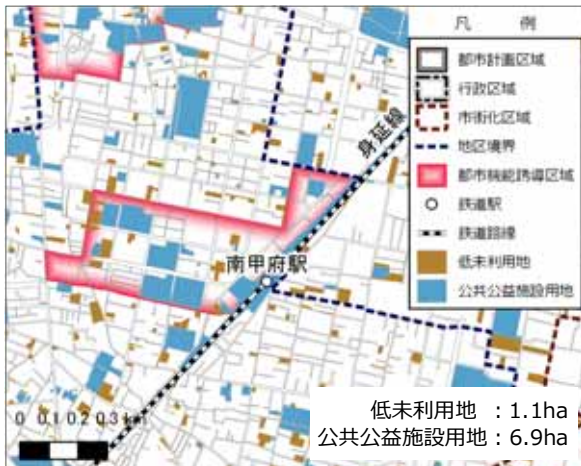 凡 例
都市計画区域
行政区域
市街化区域
地区境界
都市機能誘導区域
鉄道駅
鉄道路線
低未利用地
公共公益施設用地
身延線
南甲府駅
0 0.1 0.2 0.3 km
低未利用地 ：1.1ha
公共公益施設用地：6.9ha